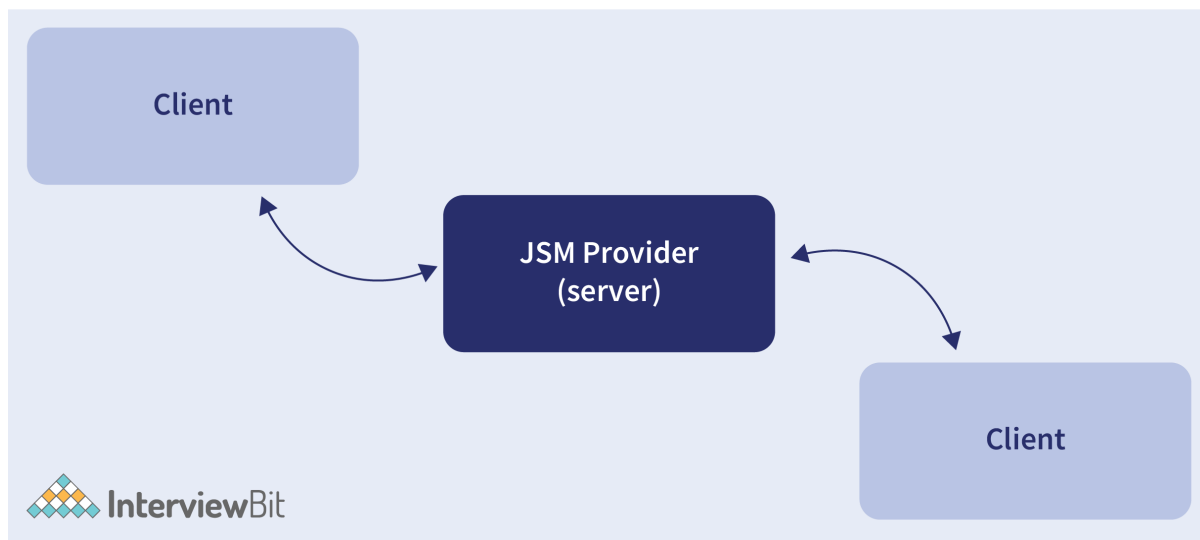 Client
JSM Provider
(server)
Client
InterviewBit